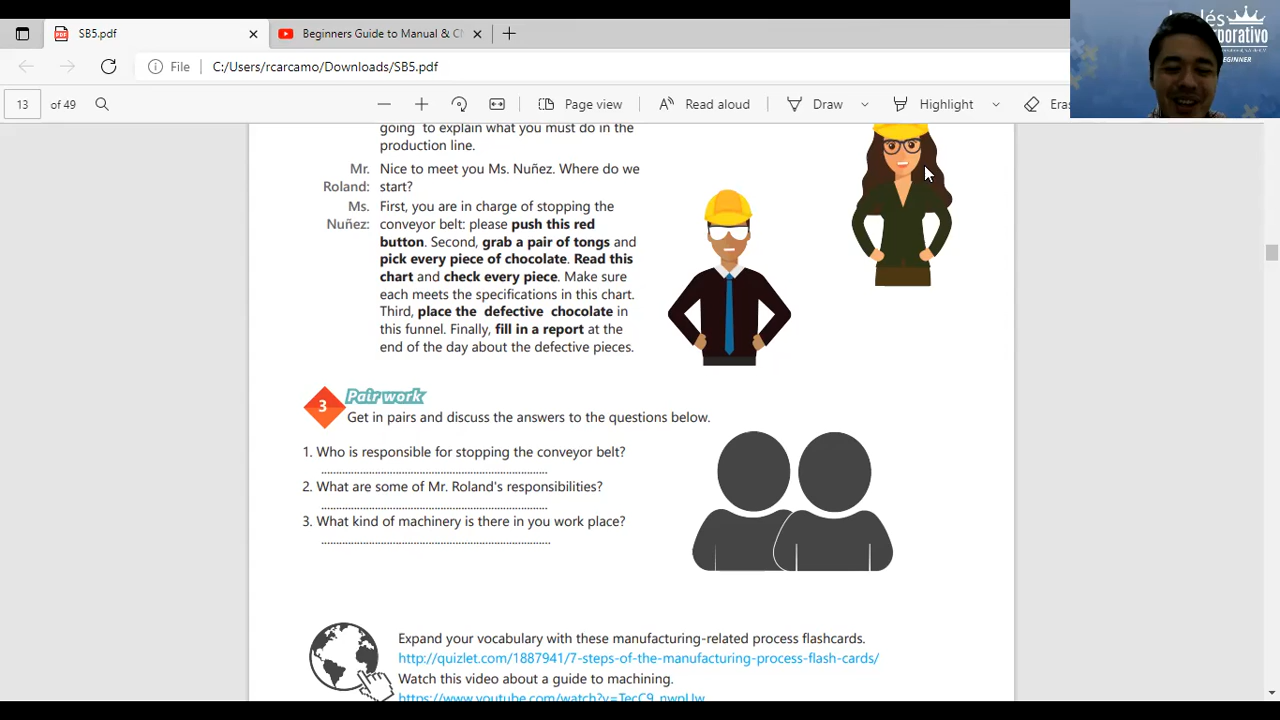 SB5.pdf
Beginners Guide to Manual &
File C:/Users/rcarcamo/Downloads/SB5.pdf
13 of 49
Page view
Read aloud
Draw
Highlight
going to explain what you must do in the
production line.
Mr. Nice to meet you Ms. Nuñez. Where do we
Roland: start?
Ms. First, you are in charge of stopping the
Nuñez: conveyor belt: please push this red
button. Second, grab a pair of tongs and
pick every piece of chocolate. Read this
chart and check every piece. Make sure
each meets the specifications in this chart.
Third, place the defective chocolate in
this funnel. Finally, fill in a report at the
end of the day about the defective pieces.
3 Pair work
Get in pairs and discuss the answers to the questions below.
1. Who is responsible for stopping the conveyor belt?
2. What are some of Mr. Roland's responsibilities?
3. What kind of machinery is there in you work place?
Expand your vocabulary with these manufacturing-related process flashcards.
http://quizlet.com/1887941/7-steps-of-the-manufacturing-process-flash-cards/
Watch this video about a guide to machining.